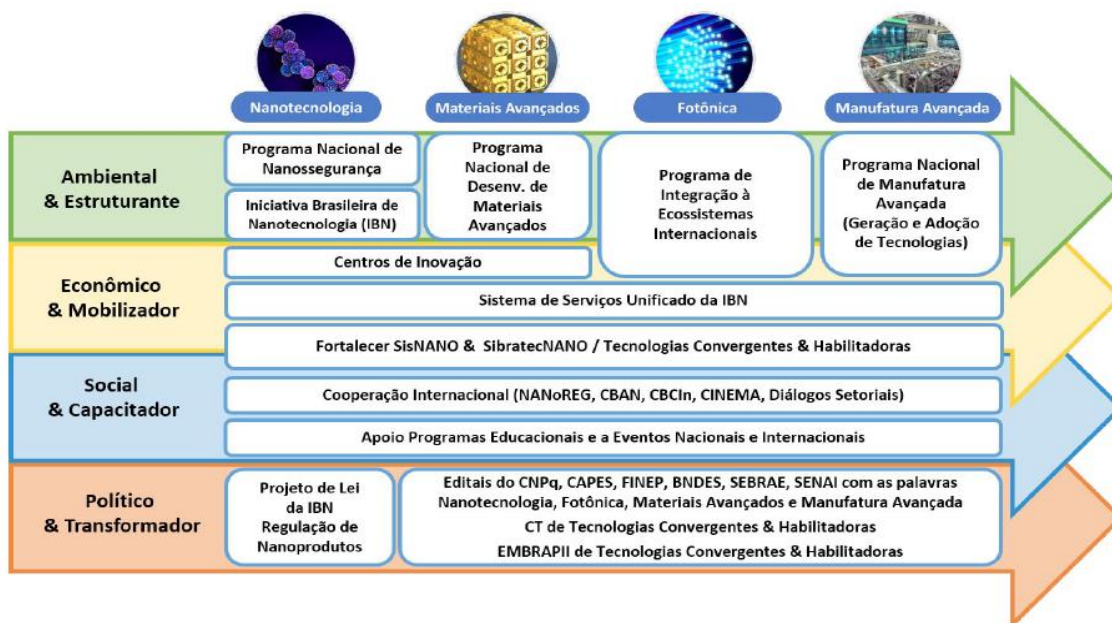 Nanotecnologia
Materiais Avançados
Fotônica
Manufatura Avançada
Ambiental
& Estruturante
Programa Nacional de
Nanossegurança
Iniciativa Brasileira de
Nanotecnologia (IBN)
Programa
Nacional de
Desenv. de
Materiais
Avançados
Programa de
Integração à
Ecossistemas
Internacionais
Programa Nacional
de Manufatura
Avançada
(Geração e Adoção
de Tecnologias)
Econômico
& Mobilizador
Centros de Inovação
Sistema de Serviços Unificado da IBN
Fortalecer SisNANO & SibratecNANO / Tecnologias Convergentes & Habilitadoras
Social
& Capacitador
Cooperação Internacional (NANoREG, CBAN, CBCIn, CINEMA, Diálogos Setoriais)
Apoio Programas Educacionais e a Eventos Nacionais e Internacionais
Político
& Transformador
Projeto de Lei
da IBN
Regulação de
Nanoprodutos
Editais do CNPq, CAPES, FINEP, BNDES, SEBRAE, SENAI com as palavras
Nanotecnologia, Fotônica, Materiais Avançados e Manufatura Avançada
CT de Tecnologias Convergentes & Habilitadoras
EMBRAPII de Tecnologias Convergentes & Habilitadoras